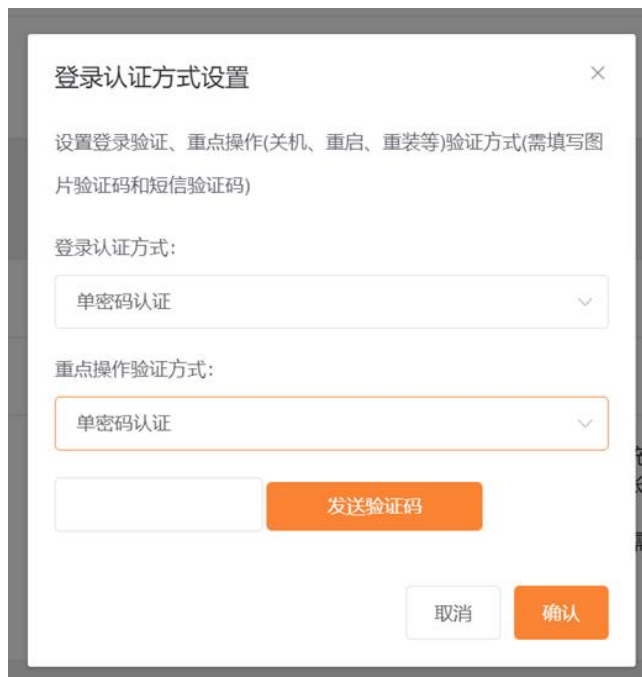 登录认证方式设置
设置登录验证、重点操作(关机、重启、重装等)验证方式(需填写图
片验证码和短信验证码)
登录认证方式：
单密码认证
重点操作验证方式：
单密码认证
发送验证码
取消 确认